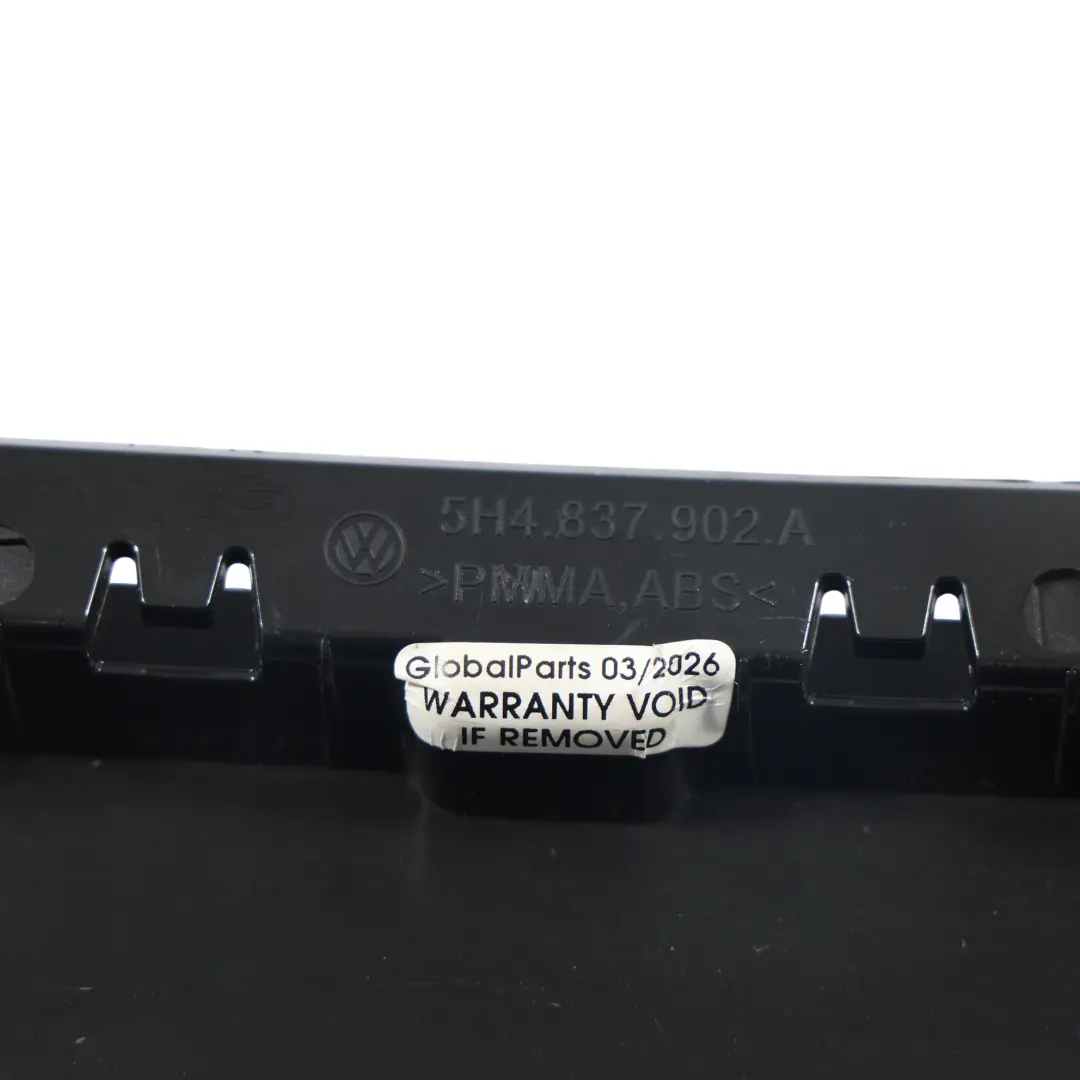 5H4.837.902.A
>PMMA,ABS<
GlobalParts 03/2026
WARRANTY VOID
IF REMOVED